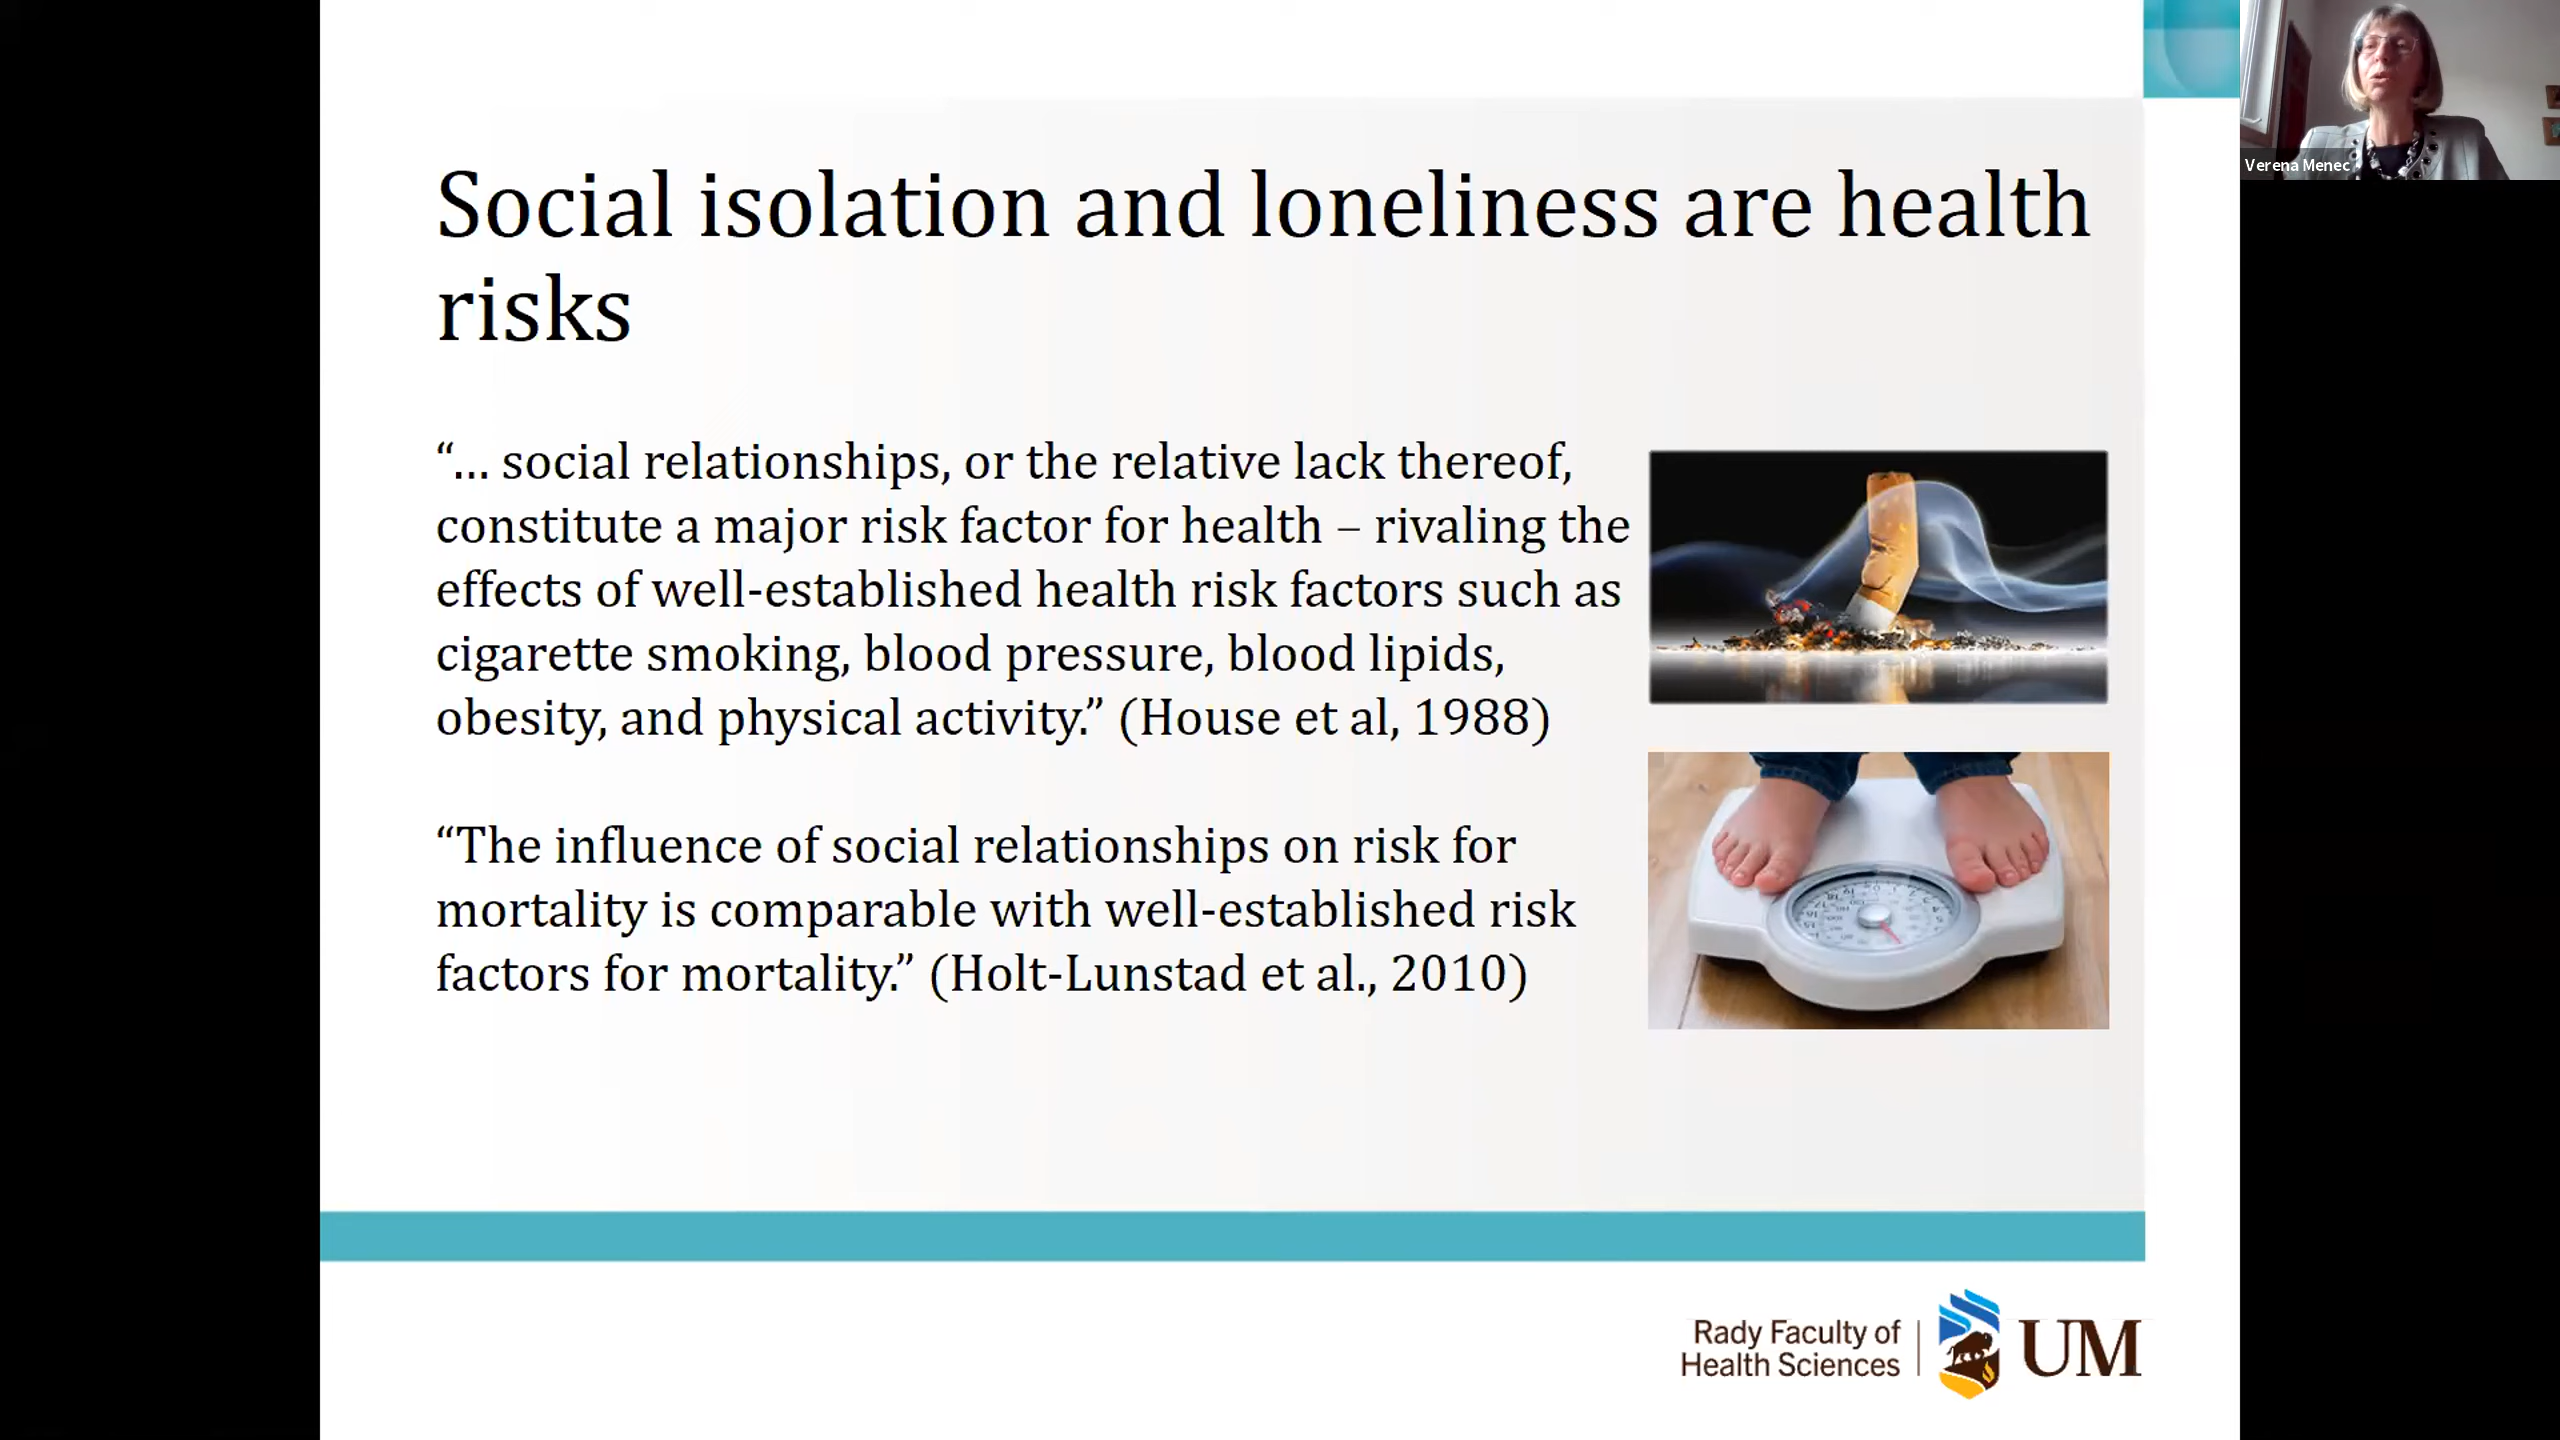 Social isolation and loneliness are health
risks
“… social relationships, or the relative lack thereof,
constitute a major risk factor for health – rivaling the
effects of well-established health risk factors such as
cigarette smoking, blood pressure, blood lipids,
obesity, and physical activity.” (House et al, 1988)
“The influence of social relationships on risk for
mortality is comparable with well-established risk
factors for mortality.” (Holt-Lunstad et al., 2010)
Verena Menec
Rady Faculty of
Health Sciences
UM